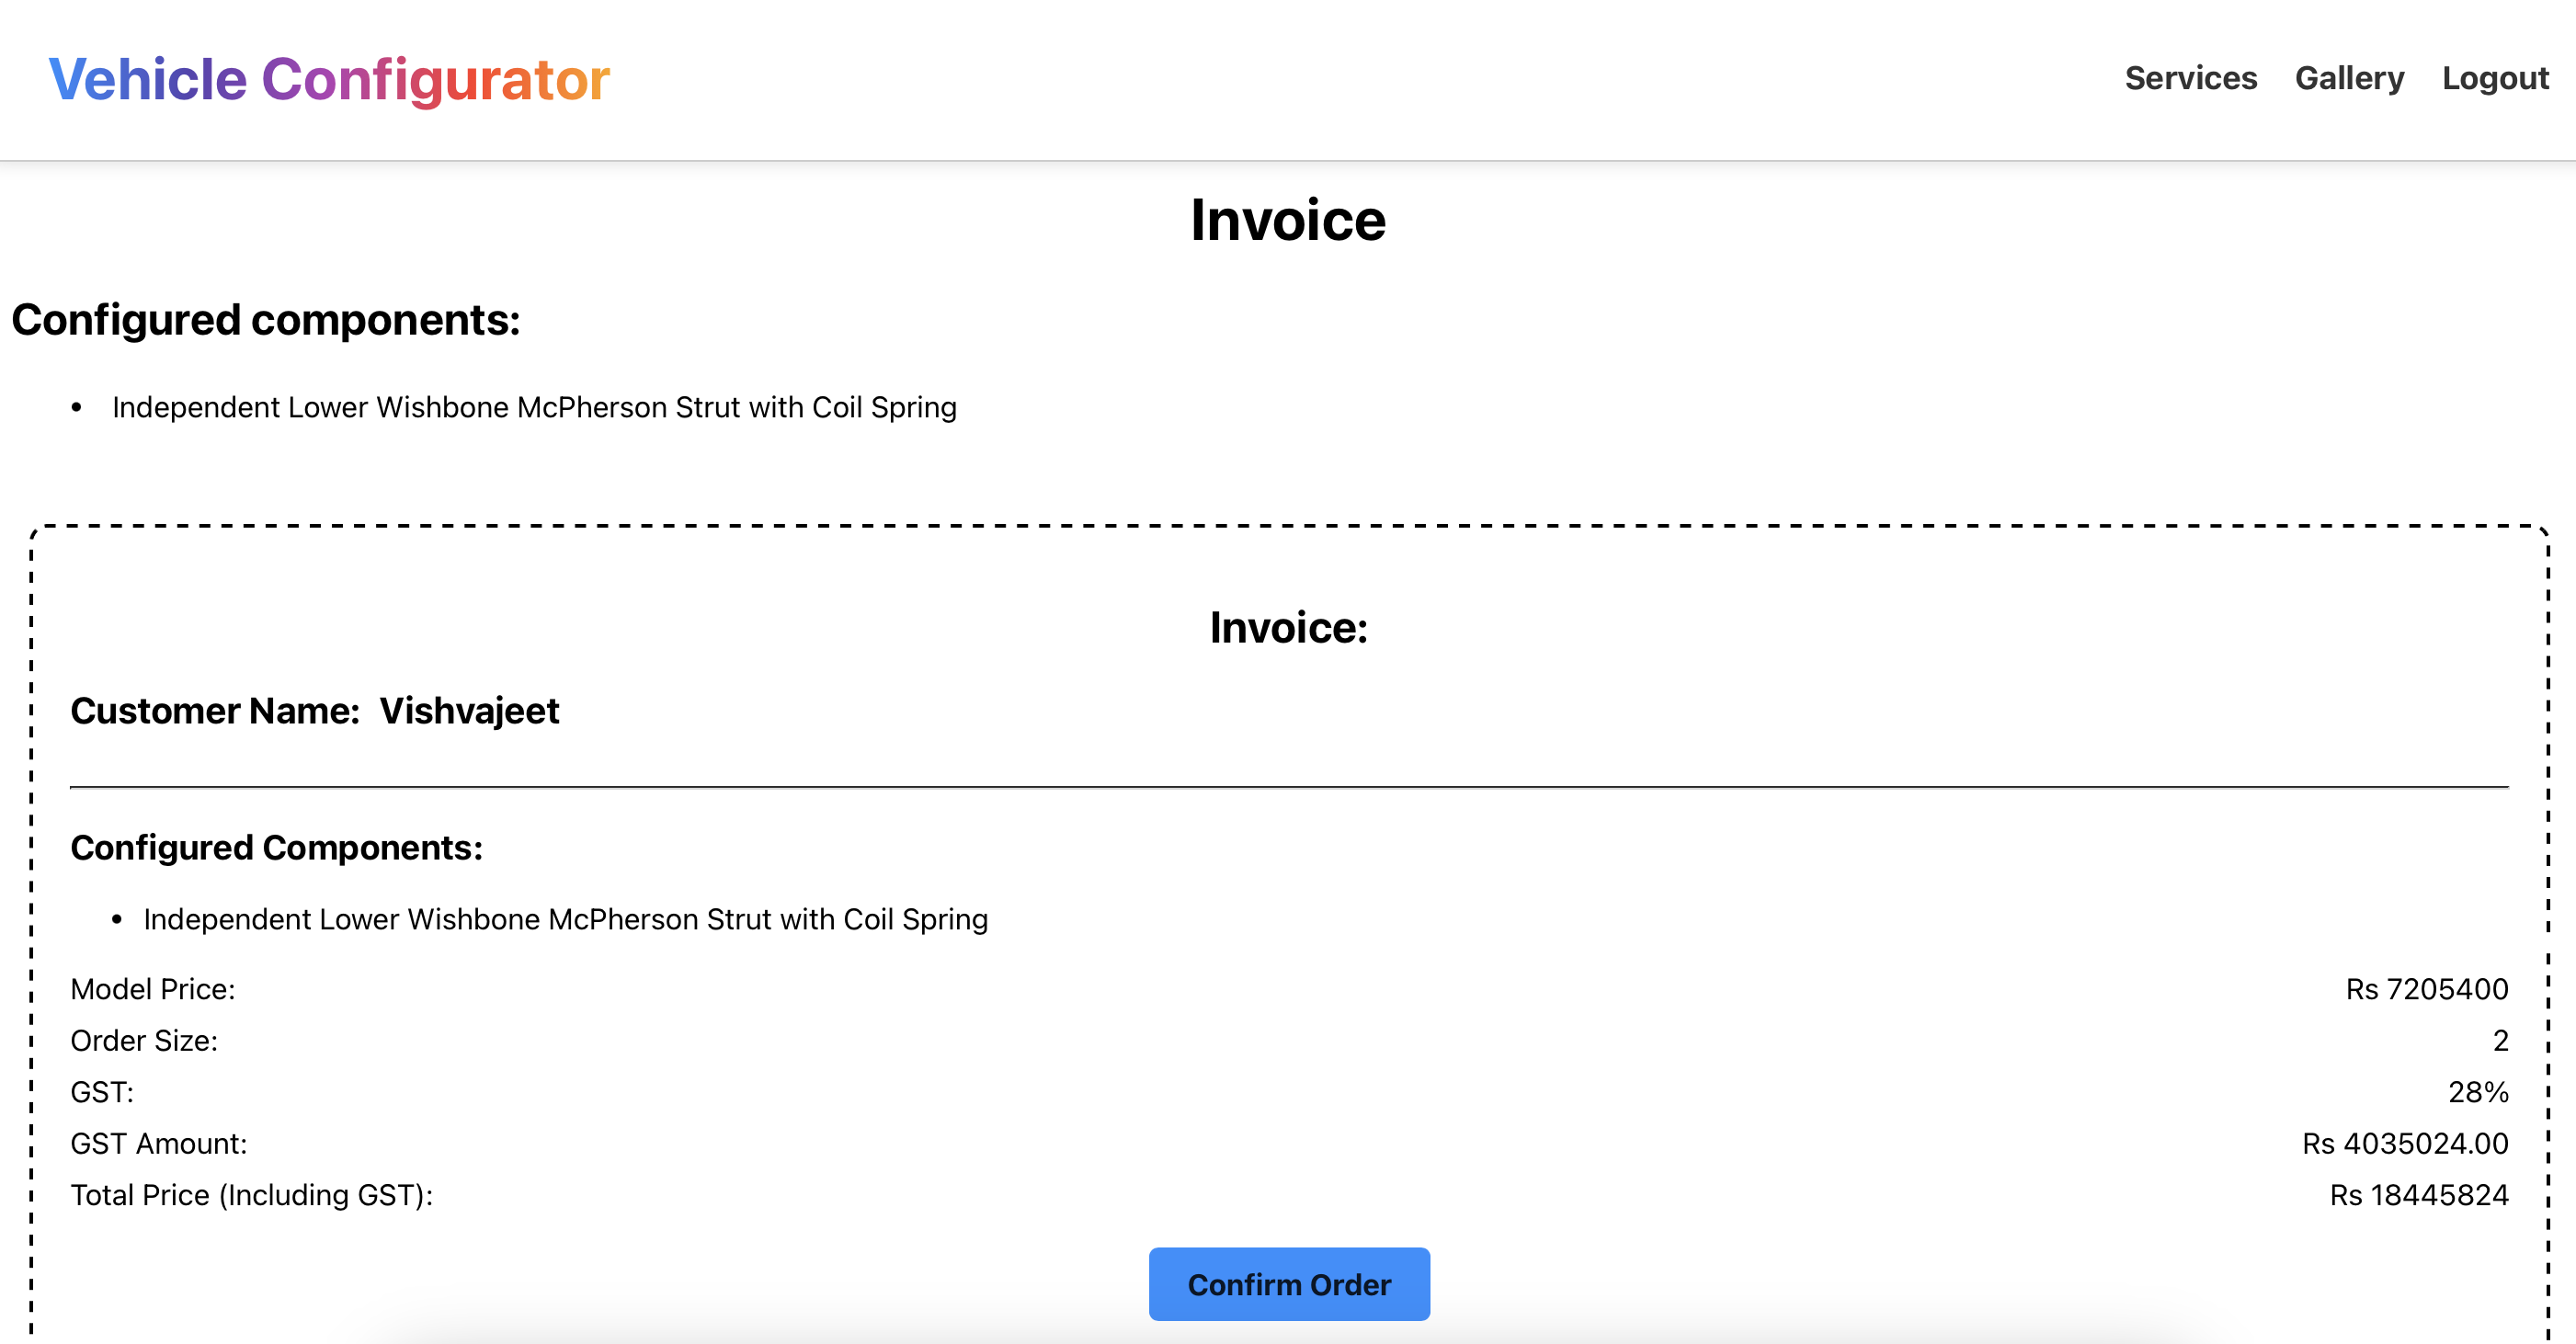 Vehicle Configurator
Services Gallery Logout
Invoice
Configured components:
• Independent Lower Wishbone McPherson Strut with Coil Spring
Invoice:
Customer Name: Vishvajeet
Configured Components:
• Independent Lower Wishbone McPherson Strut with Coil Spring
Model Price: Rs 7205400
Order Size: 2
GST: 28%
GST Amount: Rs 4035024.00
Total Price (Including GST): Rs 18445824
Confirm Order